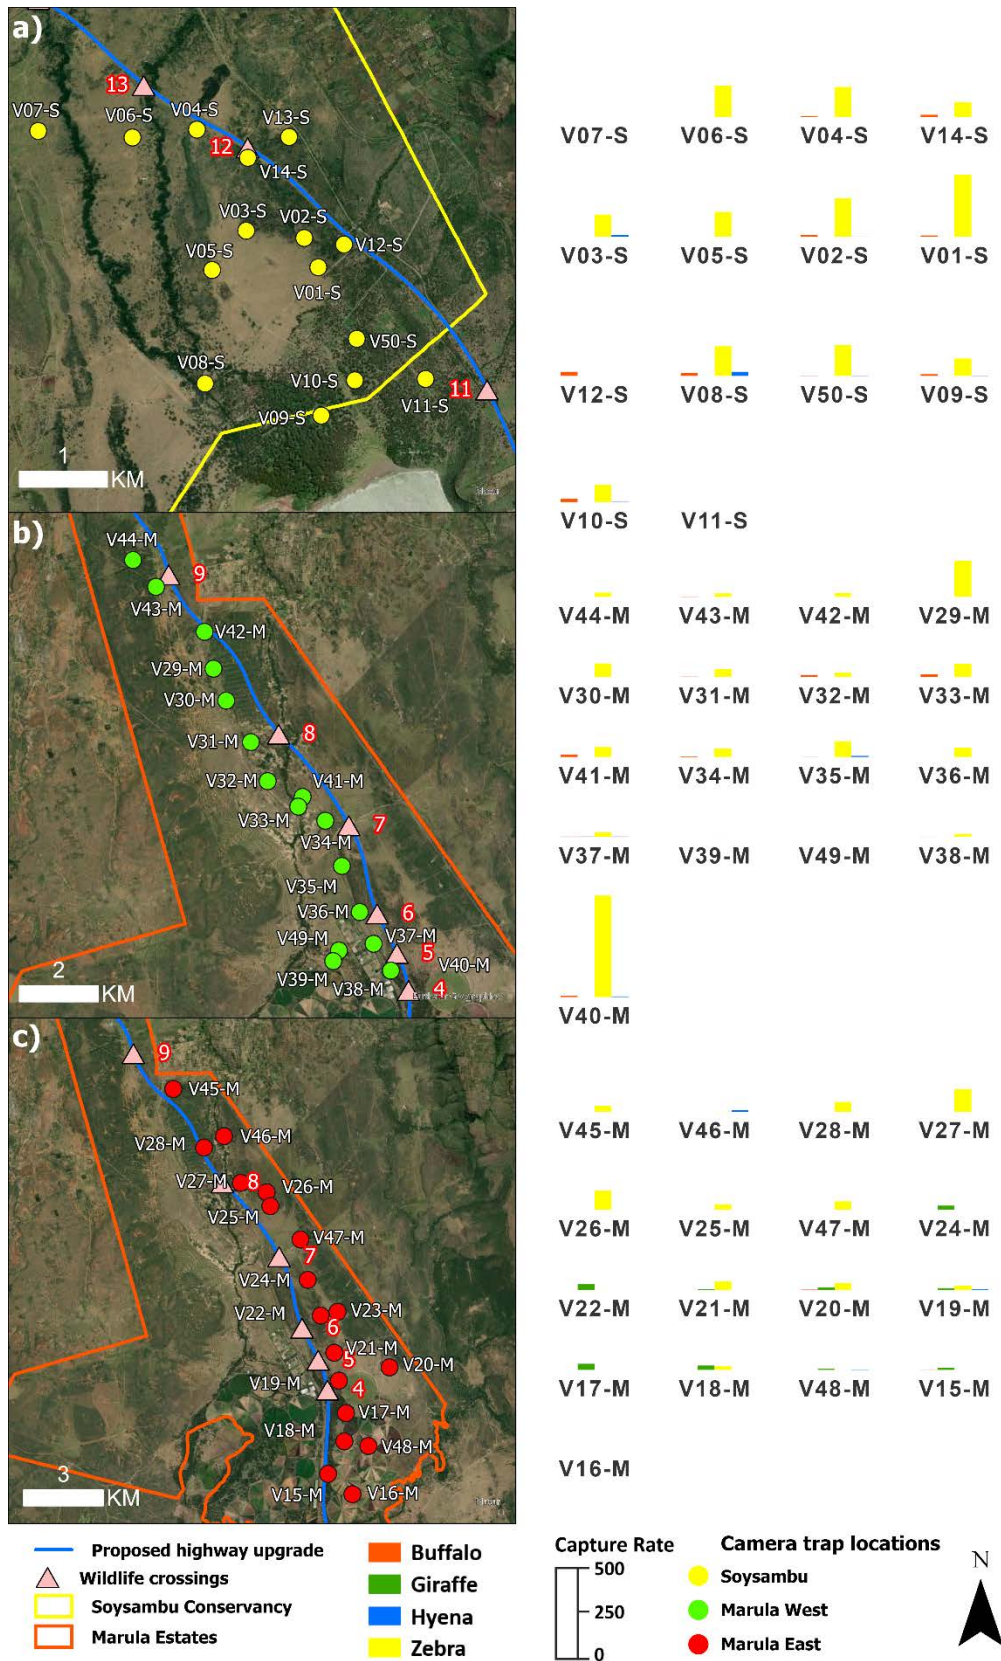 a)
13
V07-S
V06-S
V04-S
V13-S
12
V14-S
V03-S
V02-S
V12-S
V05-S
V01-S
V50-S
V08-S
V10-S
V11-S
11
V09-S
1
KM
b)
V44-M
9
V43-M
V42-M
V29-M
V30-M
8
V31-M
V32-M
V41-M
V33-M
7
V34-M
V35-M
V36-M
6
V37-M
V49-M
5
V40-M
V39-M
V38-M
4
2
KM
c)
9
V45-M
V46-M
V28-M
V27-M
8
V26-M
V25-M
V47-M
7
V24-M
V23-M
V22-M
6
V21-M
5
V20-M
V19-M
4
V17-M
V18-M
V48-M
V15-M
V16-M
3
KM
V07-S V06-S V04-S V14-S
V03-S V05-S V02-S V01-S
V12-S V08-S V50-S V09-S
V10-S V11-S
V44-M V43-M V42-M V29-M
V30-M V31-M V32-M V33-M
V41-M V34-M V35-M V36-M
V37-M V39-M V49-M V38-M
V40-M
V45-M V46-M V28-M V27-M
V26-M V25-M V47-M V24-M
V22-M V21-M V20-M V19-M
V17-M V18-M V48-M V15-M
V16-M
Proposed highway upgrade
Wildlife crossings
Soysambu Conservancy
Marula Estates
Buffalo
Giraffe
Hyena
Zebra
Capture Rate
500
250
0
Camera trap locations
Soysambu
Marula West
Marula East
N